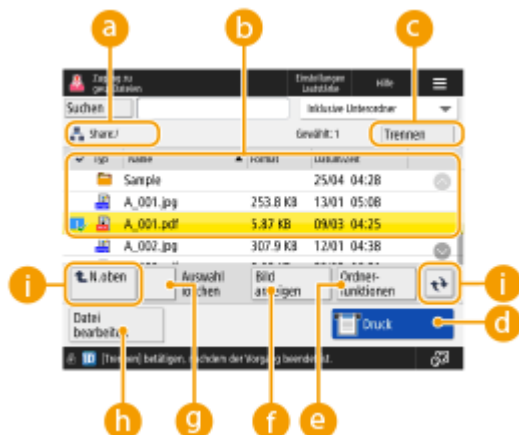 a
b
c
Zugang zu
gesp. Dateien
Einstellungen
Lautstärke
Hilfe
Suchen
Inklusive Unterordner
Share:/
Gewählt: 1
Trennen
Typ
Name
Format
Datum/Zeit
Sample
25/04 04:28
A_001.jpg
253.8 KB
13/01 05:08
A_001.pdf
5.87 KB
09/03 04:25
A_002.jpg
307.9 KB
12/01 04:38
i
N.oben
Auswahl
löschen
Bild
anzeigen
Ordner-
funktionen
i
Datei
bearbeiten
Druck
d
[Trennen] betätigen, nachdem der Vorgang beendet ist.
h
g
f
e